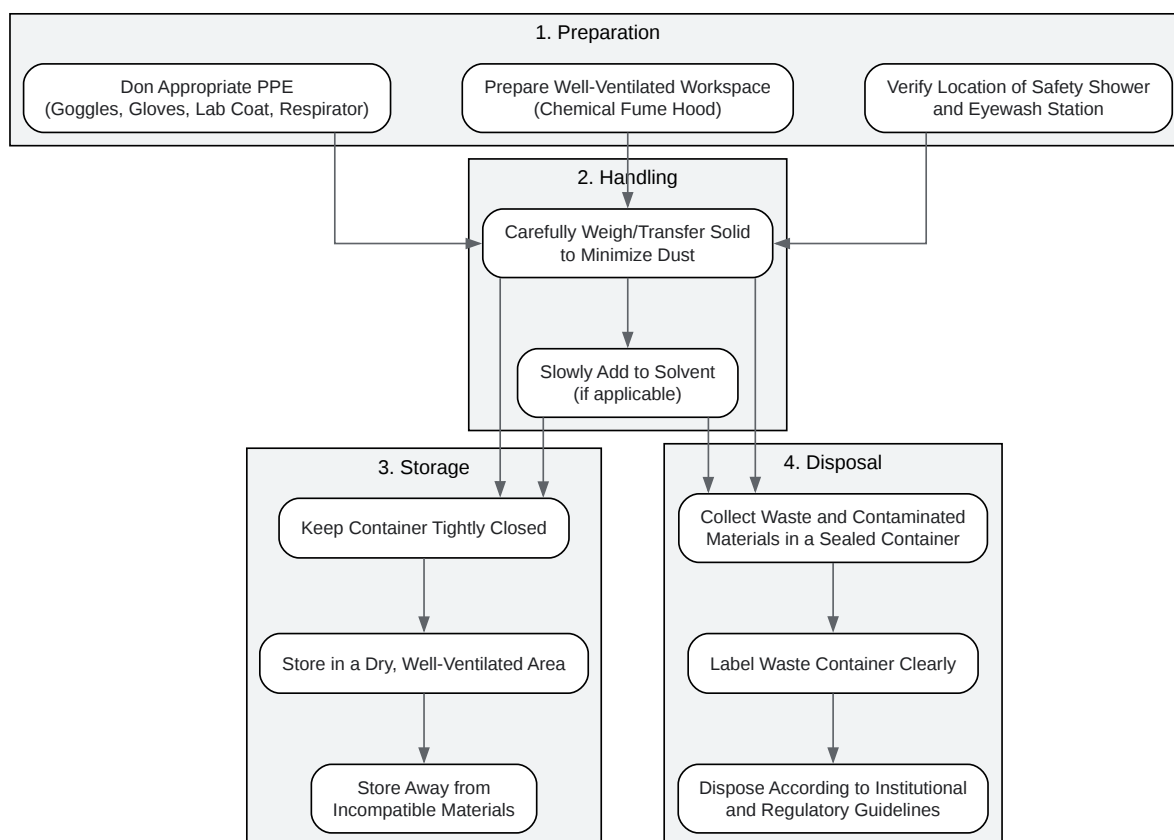 1. Preparation
Don Appropriate PPE
(Goggles, Gloves, Lab Coat, Respirator)
Prepare Well-Ventilated Workspace
(Chemical Fume Hood)
Verify Location of Safety Shower
and Eyewash Station
2. Handling
Carefully Weigh/Transfer Solid
to Minimize Dust
Slowly Add to Solvent
(if applicable)
3. Storage
Keep Container Tightly Closed
Store in a Dry, Well-Ventilated Area
Store Away from
Incompatible Materials
4. Disposal
Collect Waste and Contaminated
Materials in a Sealed Container
Label Waste Container Clearly
Dispose According to Institutional
and Regulatory Guidelines